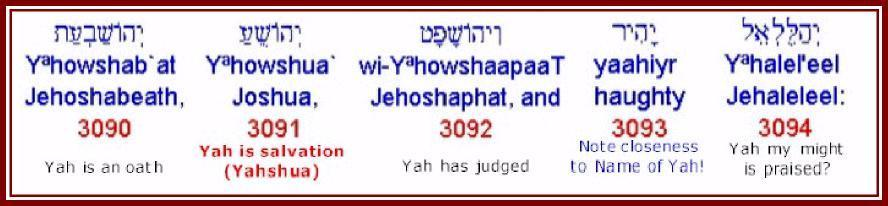 יְהוֹשַׁבְעַת
Yᵃhowshab`at
Jehoshabeath,
3090
Yah is an oath
יְהוֹשֻׁעַ
Yᵃhowshua`
Joshua,
3091
Yah is salvation
(Yahshua)
וִיהוֹשָׁפָט
wi-YᵃhowshaapaaT
Jehoshaphat, and
3092
Yah has judged
יָהִיר
yaahiyr
haughty
3093
Note closeness
to Name of Yah!
יְהַלֶּלְאֵל
Yᵃhalel'eel
Jehaleleel:
3094
Yah my might
is praised?